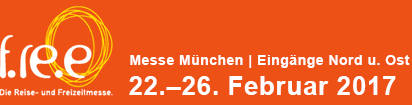 f.re.e
Die Reise- und Freizeitmesse.
Messe München | Eingänge Nord u. Ost
22.–26. Februar 2017